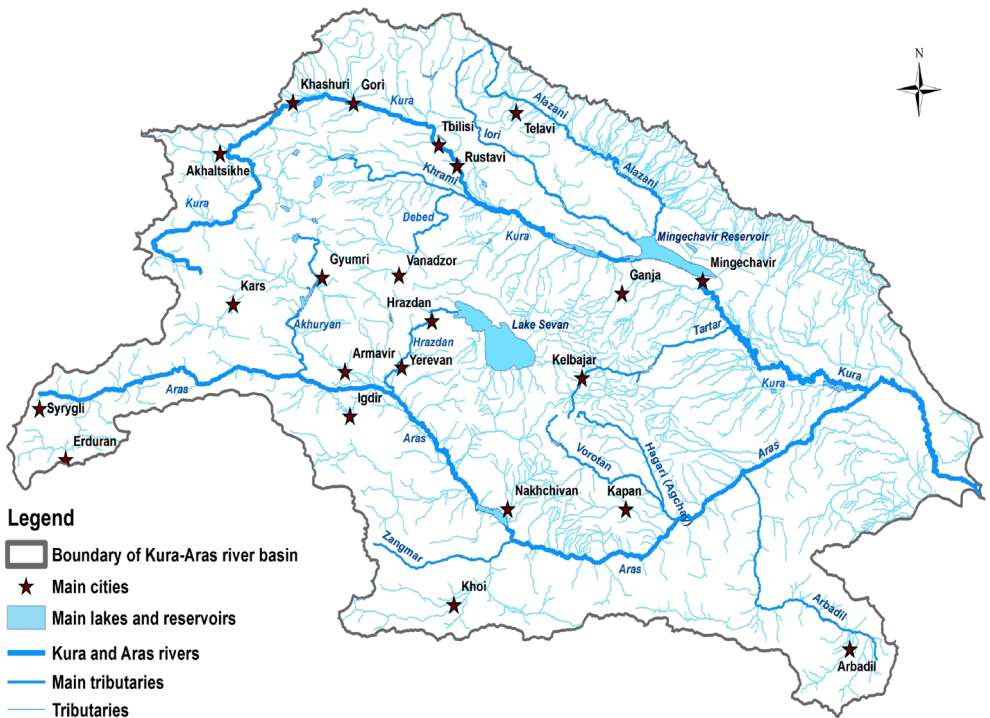 N
Khashuri
Gori
Kura
Alazani
Telavi
Tbilisi
Iori
Rustavi
Akhaltsikhe
Khrami
Alazani
Kura
Debed
Kura
Mingechavir Reservoir
Gyumri
Vanadzor
Ganja
Mingechavir
Kars
Hrazdan
Akhuryan
Hrazdan
Lake Sevan
Tartar
Armavir
Yerevan
Kelbajar
Kura
Kura
Aras
Igdir
Syrygli
Aras
Erduran
Vorotan
Hagari (Agchay)
Aras
Nakhchivan
Kapan
Zangmar
Aras
Khoi
Arbadil
Arbadil
Legend
Boundary of Kura-Aras river basin
Main cities
Main lakes and reservoirs
Kura and Aras rivers
Main tributaries
Tributaries